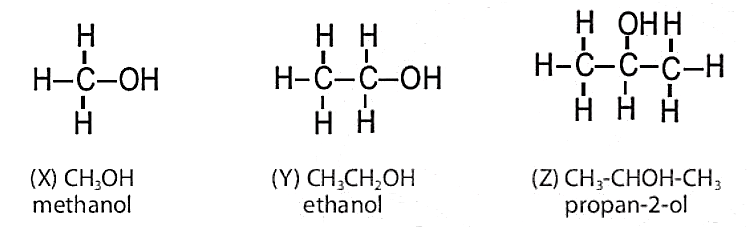 H
H–C–OH
H
H H
H–C–C–OH
H H
H OH H
H–C–C–C–H
H H H
(X) CH₃OH
methanol
(Y) CH₃CH₂OH
ethanol
(Z) CH₃-CHOH-CH₃
propan-2-ol